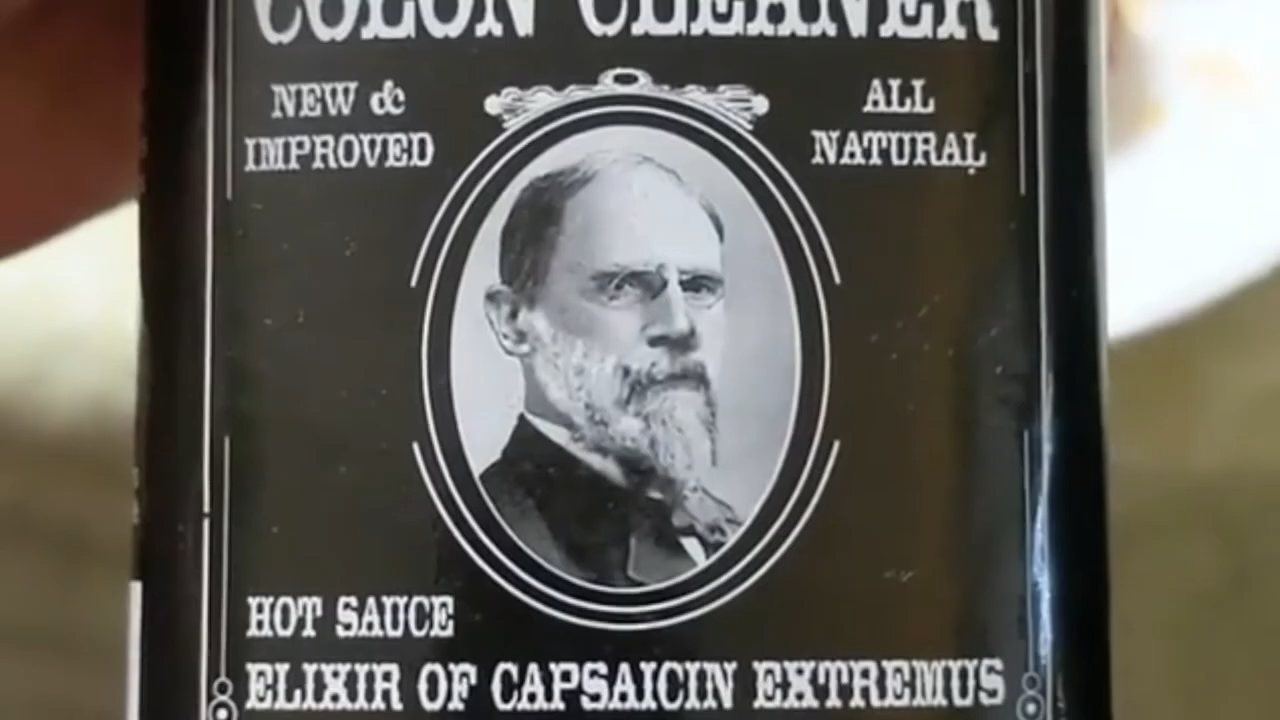 COLON CLEANER
NEW &
IMPROVED
ALL
NATURAL
HOT SAUCE
ELIXIR OF CAPSAICIN EXTREMUS